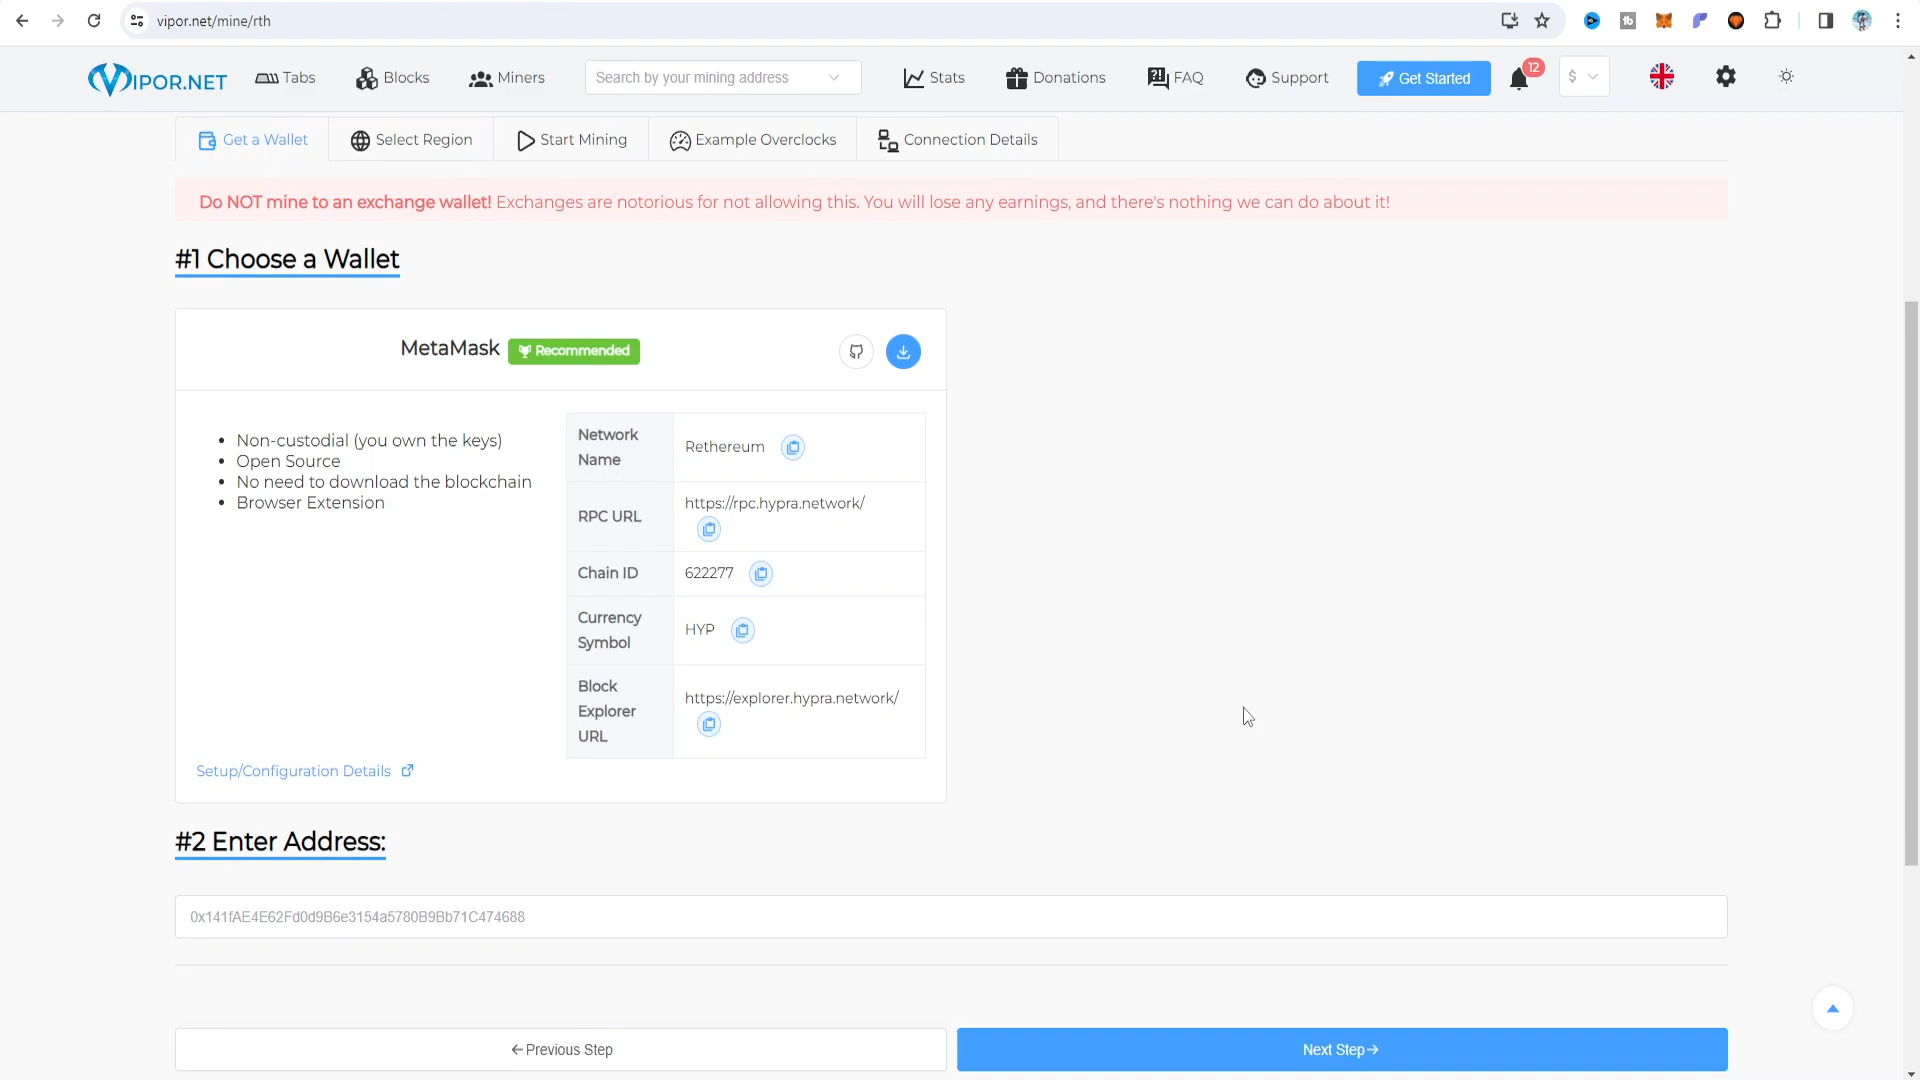 vipor.net/mine/rth
VIPOR.NET
Tabs
Blocks
Miners
Search by your mining address
Stats
Donations
FAQ
Support
Get Started
12
$
Get a Wallet
Select Region
Start Mining
Example Overclocks
Connection Details
Do NOT mine to an exchange wallet! Exchanges are notorious for not allowing this. You will lose any earnings, and there's nothing we can do about it!
#1 Choose a Wallet
MetaMask
Recommended
• Non-custodial (you own the keys)
• Open Source
• No need to download the blockchain
• Browser Extension
Network
Name
Rethereum
RPC URL
https://rpc.hypra.network/
Chain ID
622277
Currency
Symbol
HYP
Block
Explorer
URL
https://explorer.hypra.network/
Setup/Configuration Details
#2 Enter Address:
0x141fAE4E62Fd0d9B6e3154a5780B9Bb71C474688
←Previous Step
Next Step→